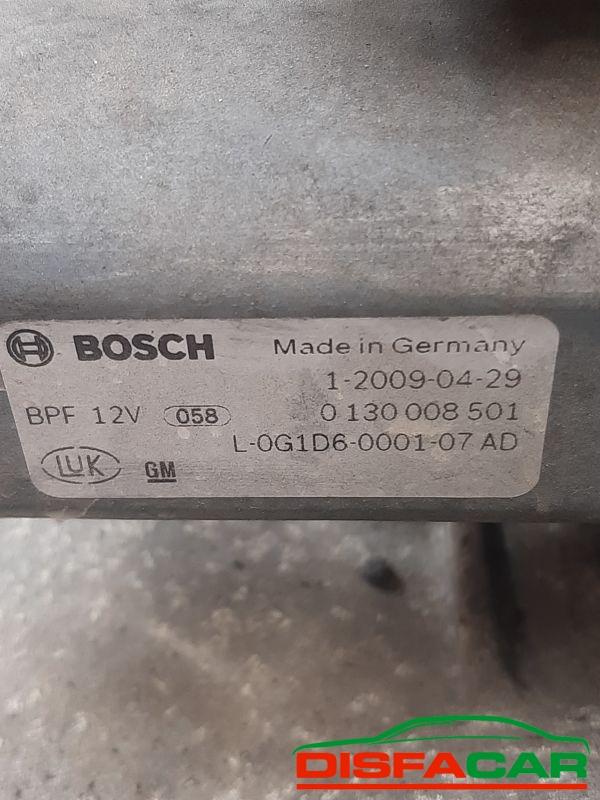 BOSCH Made in Germany
1-2009-04-29
BPF 12V 058 0 130 008 501
L-0G1D6-0001-07 AD
LUK GM
DISFACAR